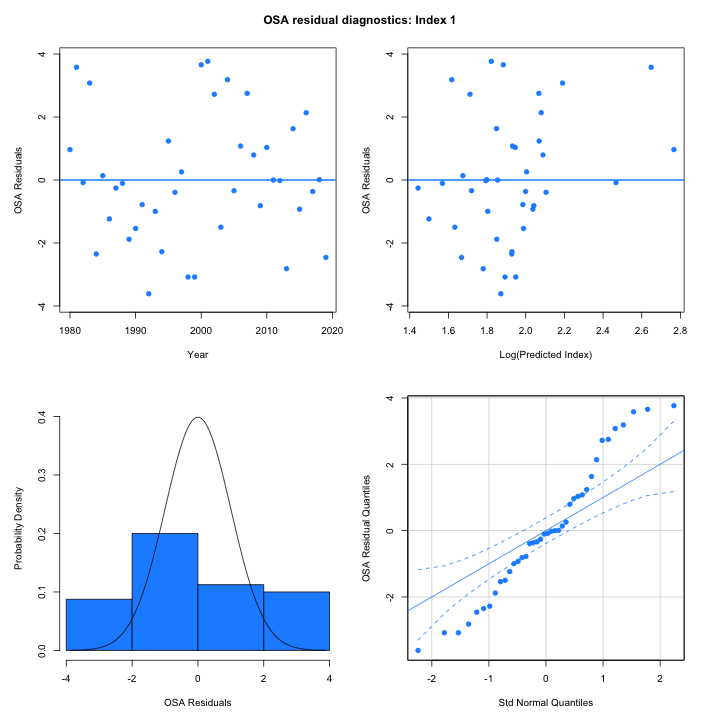 OSA residual diagnostics: Index 1
4
2
0
-2
-4
OSA Residuals
1980 1990 2000 2010 2020
Year
4
2
0
-2
-4
OSA Residuals
1.4 1.6 1.8 2.0 2.2 2.4 2.6 2.8
Log(Predicted Index)
0.4
0.3
0.2
0.1
0.0
Probability Density
-4 -2 0 2 4
OSA Residuals
4
2
0
-2
OSA Residual Quantiles
-2 -1 0 1 2
Std Normal Quantiles